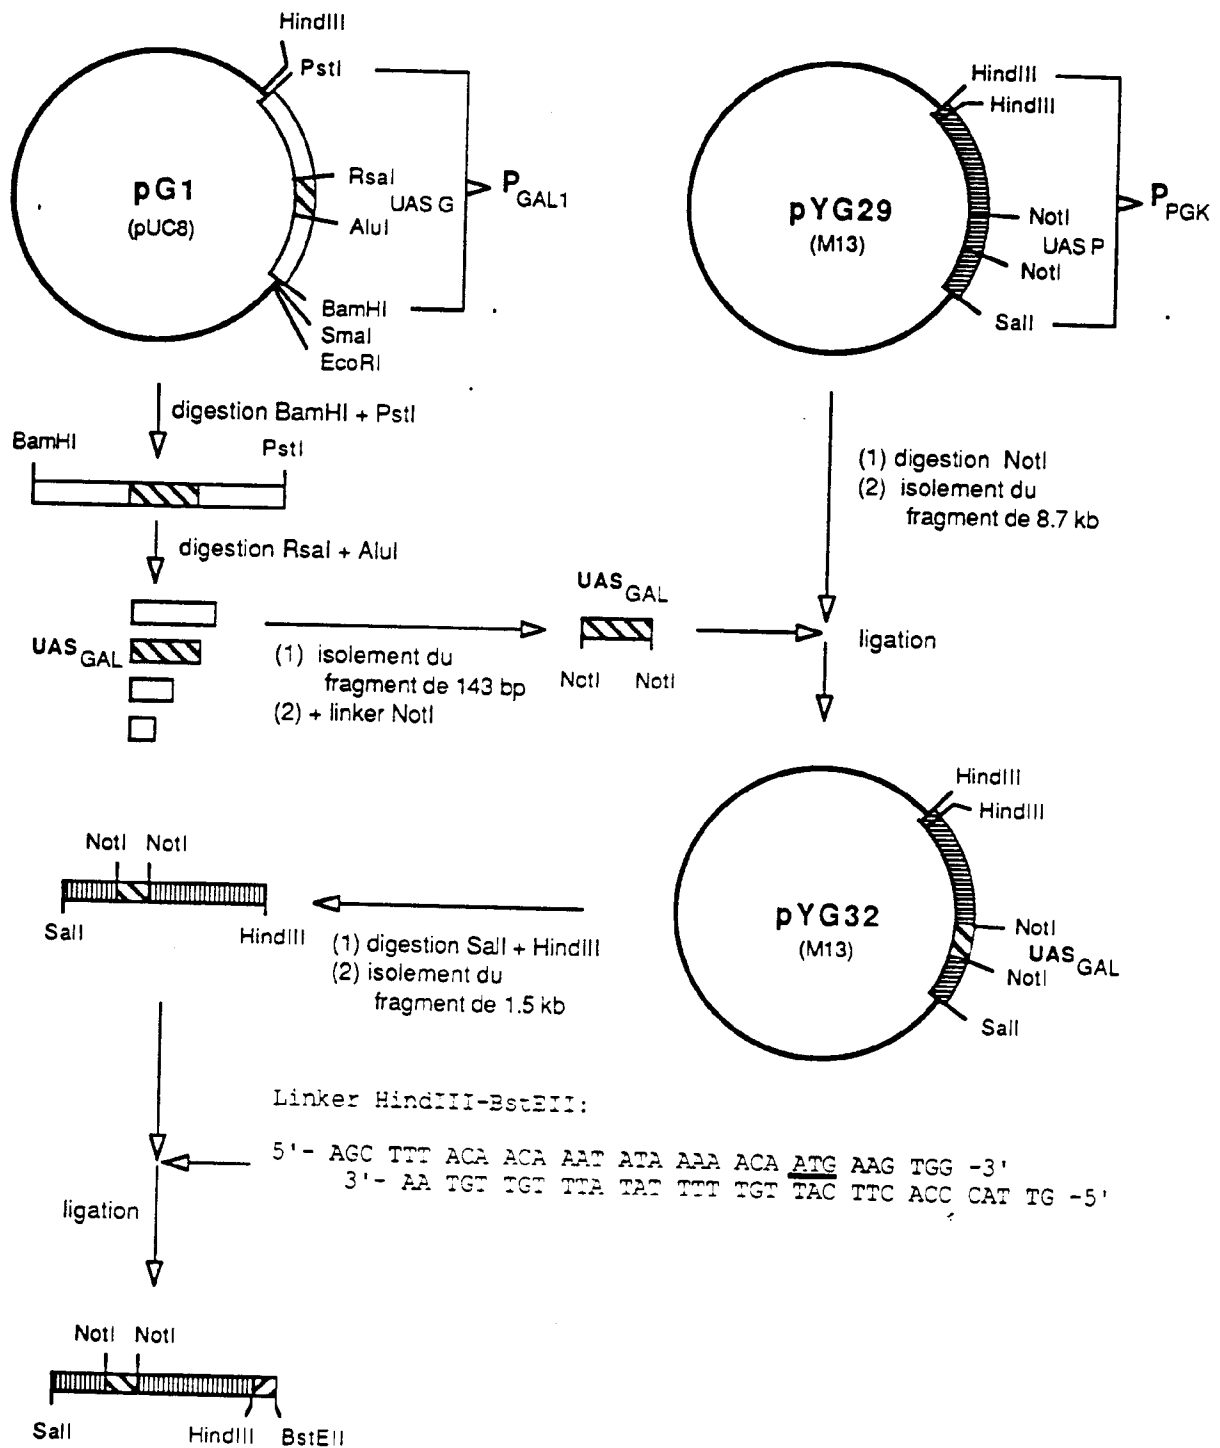 HindIII
PstI
RsaI
UAS G
AluI
BamHI
SmaI
EcoRI
pG1
(pUC8)
P GAL1
HindIII
HindIII
NotI
UAS P
NotI
SalI
pYG29
(M13)
P PGK
digestion BamHI + PstI
BamHI
PstI
digestion RsaI + AluI
UAS GAL
(1) isolement du
fragment de 143 bp
(2) + linker NotI
UAS GAL
NotI NotI
(1) digestion NotI
(2) isolement du
fragment de 8.7 kb
ligation
HindIII
HindIII
NotI
UAS GAL
NotI
SalI
pYG32
(M13)
NotI NotI
SalI
HindIII
(1) digestion SalI + HindIII
(2) isolement du
fragment de 1.5 kb
Linker HindIII-BstEII:
5'- AGC TTT ACA ACA AAT ATA AAA ACA ATG AAG TGG -3'
3'- AA TGT TGT TTA TAT TTT TGT TAC TTC ACC CAT TG -5'
ligation
NotI NotI
SalI
HindIII
BstEII